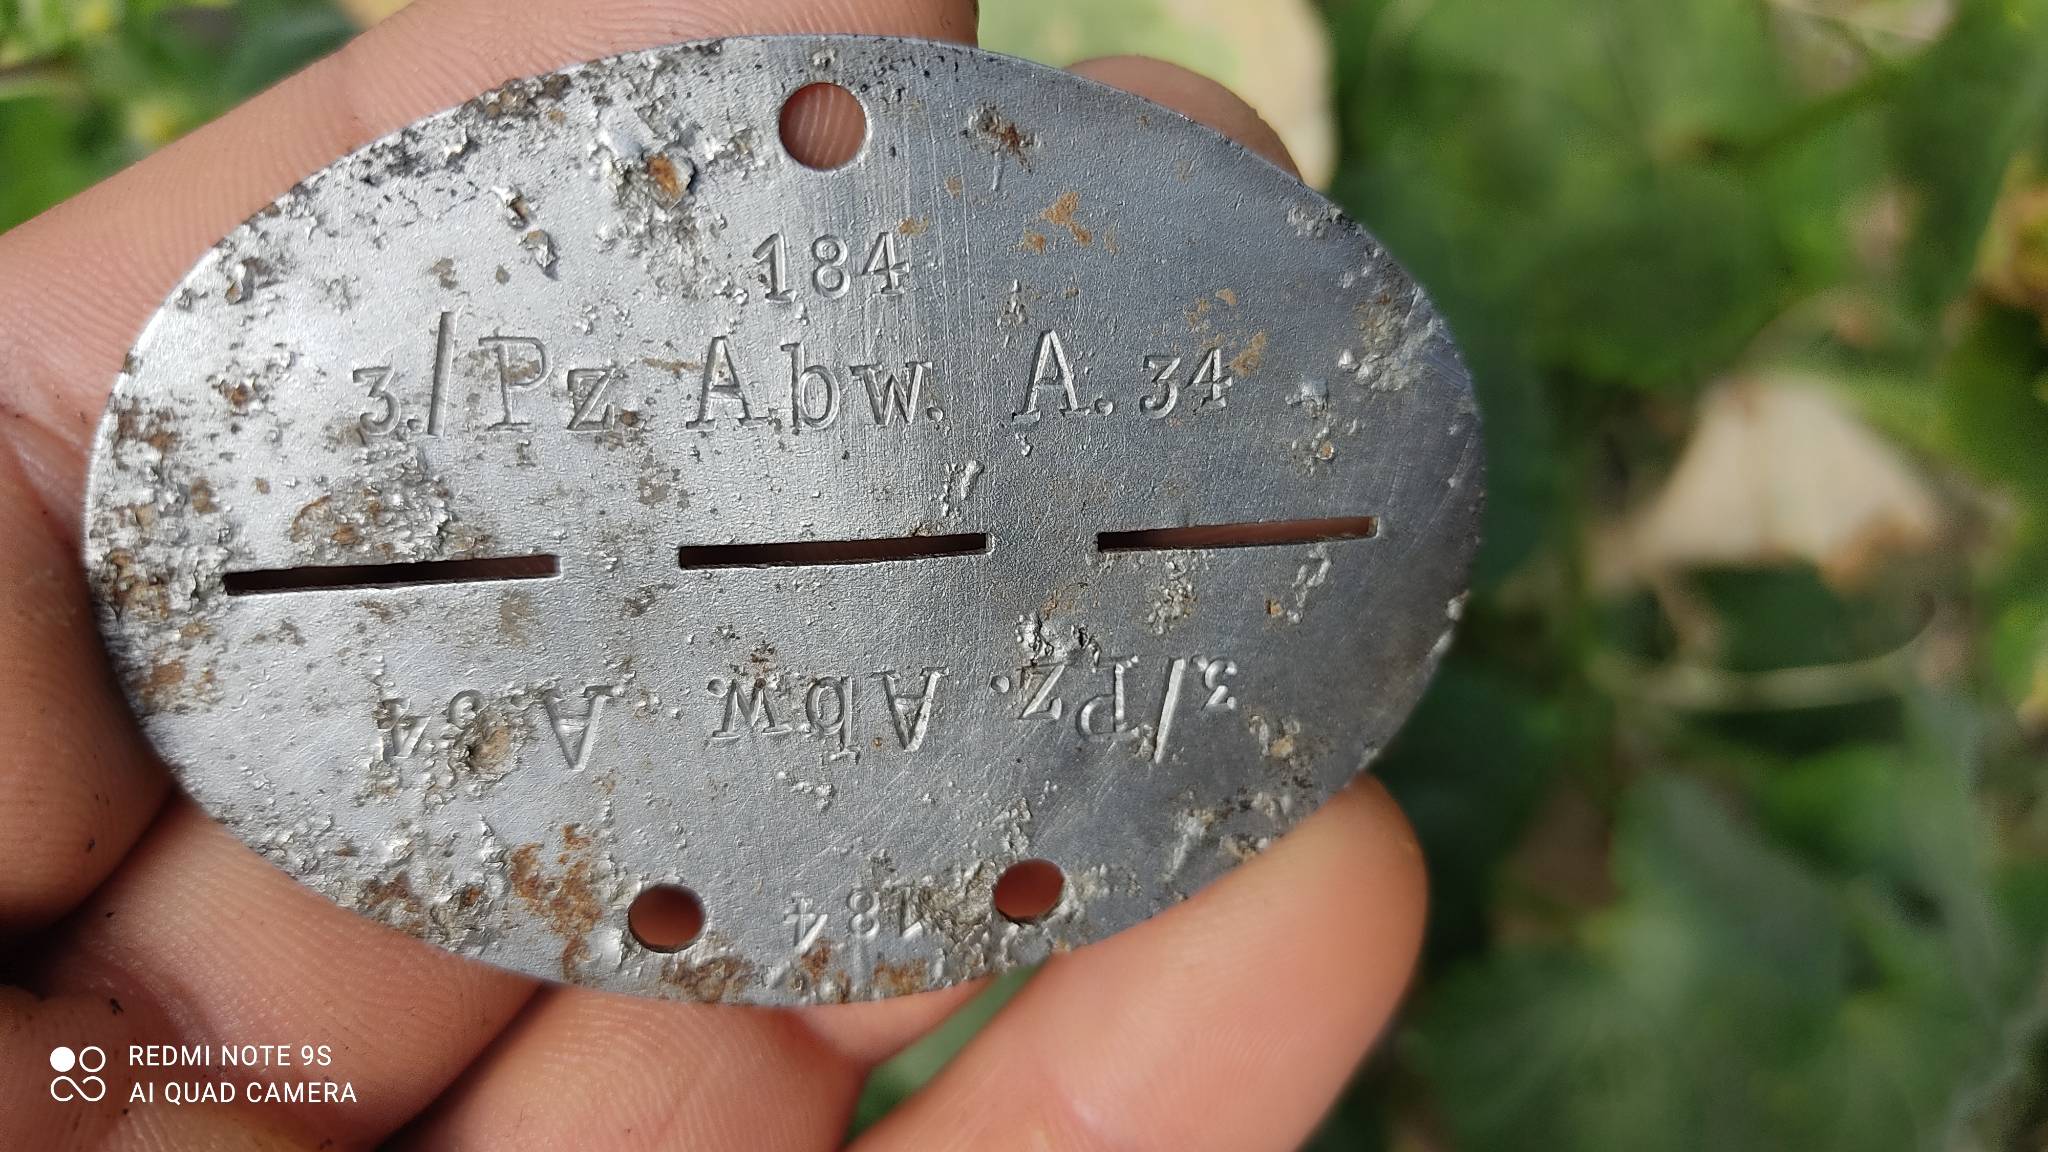 184
3./Pz Abw. A. 34
3./Pz. Abw. A. 34
184
REDMI NOTE 9S
AI QUAD CAMERA